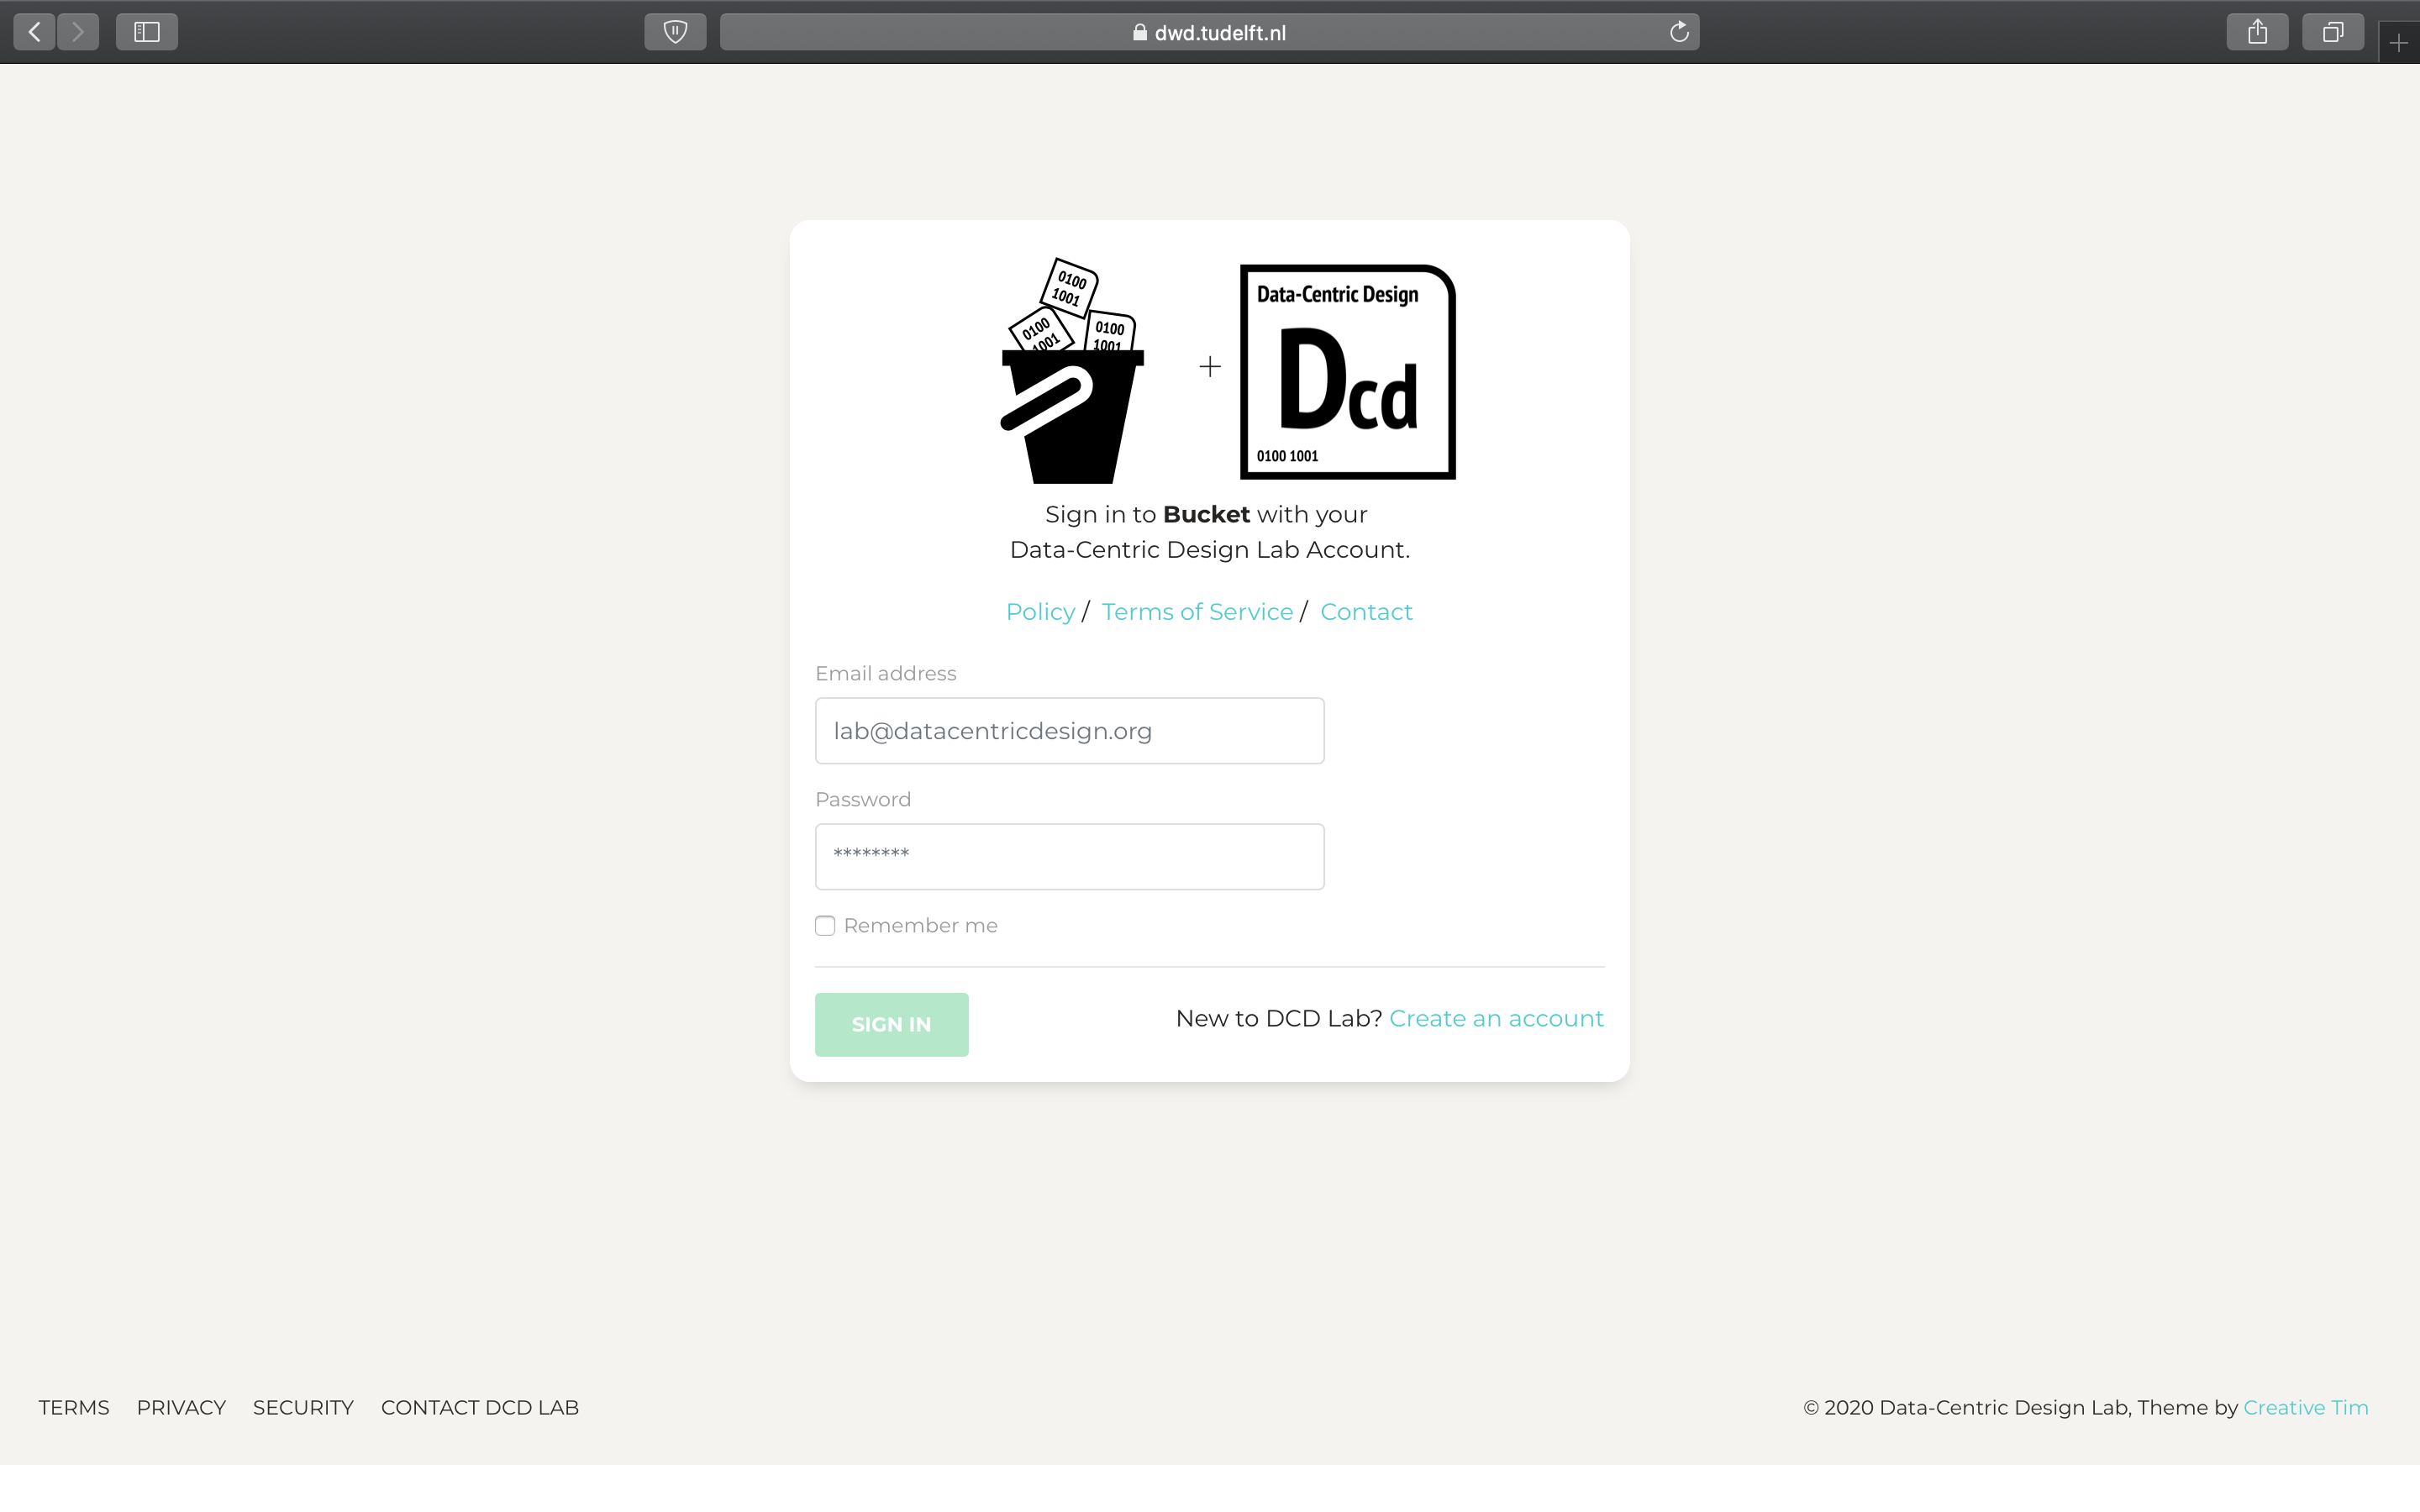 dwd.tudelft.nl
0100
1001
0100
1001
0100
1001
+
Data-Centric Design
Dcd
0100 1001
Sign in to Bucket with your
Data-Centric Design Lab Account.
Policy / Terms of Service / Contact
Email address
lab@datacentricdesign.org
Password
********
Remember me
SIGN IN
New to DCD Lab? Create an account
TERMS PRIVACY SECURITY CONTACT DCD LAB
© 2020 Data-Centric Design Lab, Theme by Creative Tim